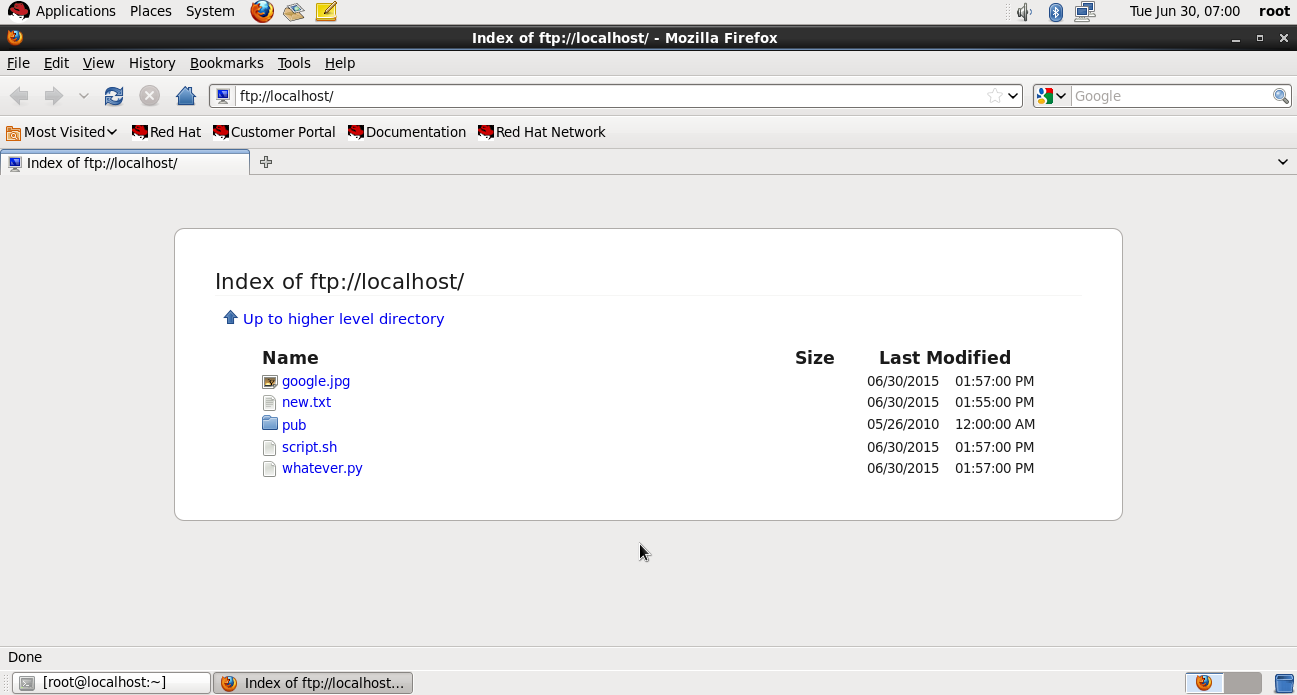 Applications Places System Tue Jun 30, 07:00 root
Index of ftp://localhost/ - Mozilla Firefox
File Edit View History Bookmarks Tools Help
ftp://localhost/ Google
Most Visited Red Hat Customer Portal Documentation Red Hat Network
Index of ftp://localhost/
Index of ftp://localhost/
Up to higher level directory
Name Size Last Modified
google.jpg 06/30/2015 01:57:00 PM
new.txt 06/30/2015 01:55:00 PM
pub 05/26/2010 12:00:00 AM
script.sh 06/30/2015 01:57:00 PM
whatever.py 06/30/2015 01:57:00 PM
Done
[root@localhost:~] Index of ftp://localhost...